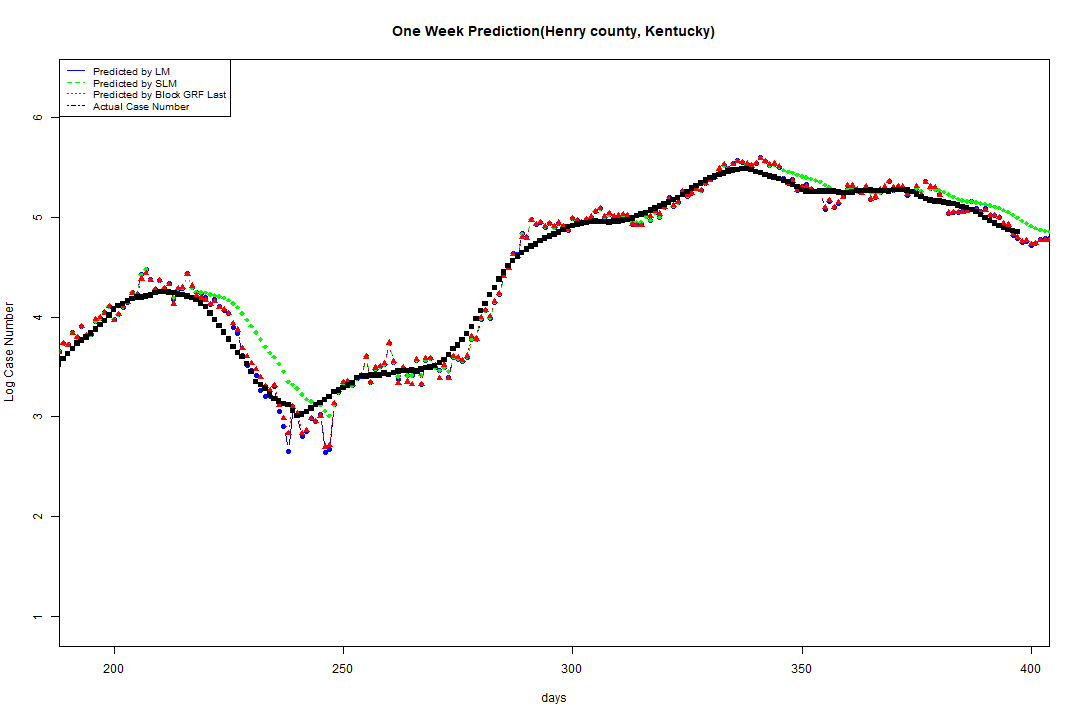 One Week Prediction(Henry county, Kentucky)
Predicted by LM
Predicted by SLM
Predicted by Block GRF Last
Actual Case Number
6
5
4
3
2
1
Log Case Number
200 250 300 350 400
days